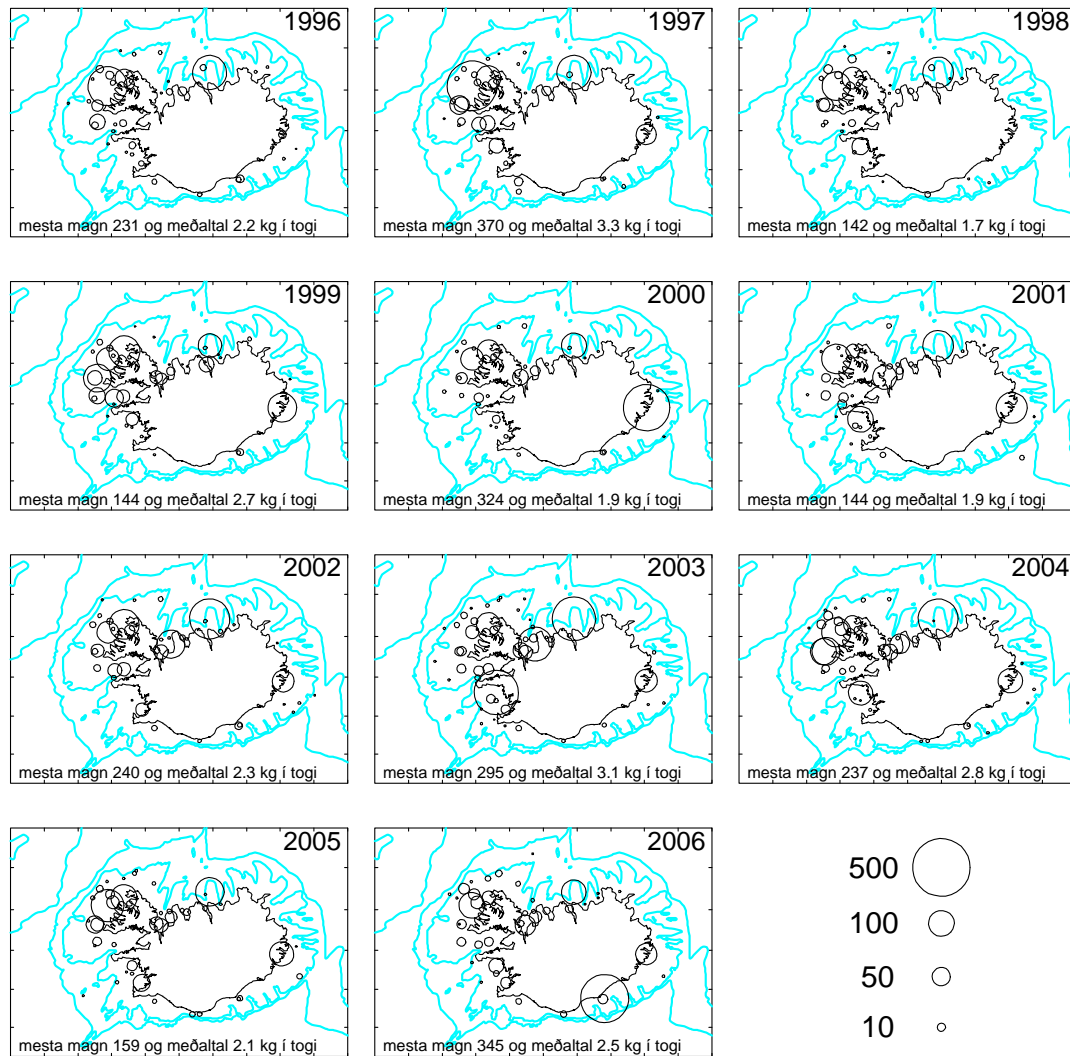 1996
mesta magn 231 og meðaltal 2.2 kg í togi
1997
mesta magn 370 og meðaltal 3.3 kg í togi
1998
mesta magn 142 og meðaltal 1.7 kg í togi
1999
mesta magn 144 og meðaltal 2.7 kg í togi
2000
mesta magn 324 og meðaltal 1.9 kg í togi
2001
mesta magn 144 og meðaltal 1.9 kg í togi
2002
mesta magn 240 og meðaltal 2.3 kg í togi
2003
mesta magn 295 og meðaltal 3.1 kg í togi
2004
mesta magn 237 og meðaltal 2.8 kg í togi
2005
mesta magn 159 og meðaltal 2.1 kg í togi
2006
mesta magn 345 og meðaltal 2.5 kg í togi
500
100
50
10